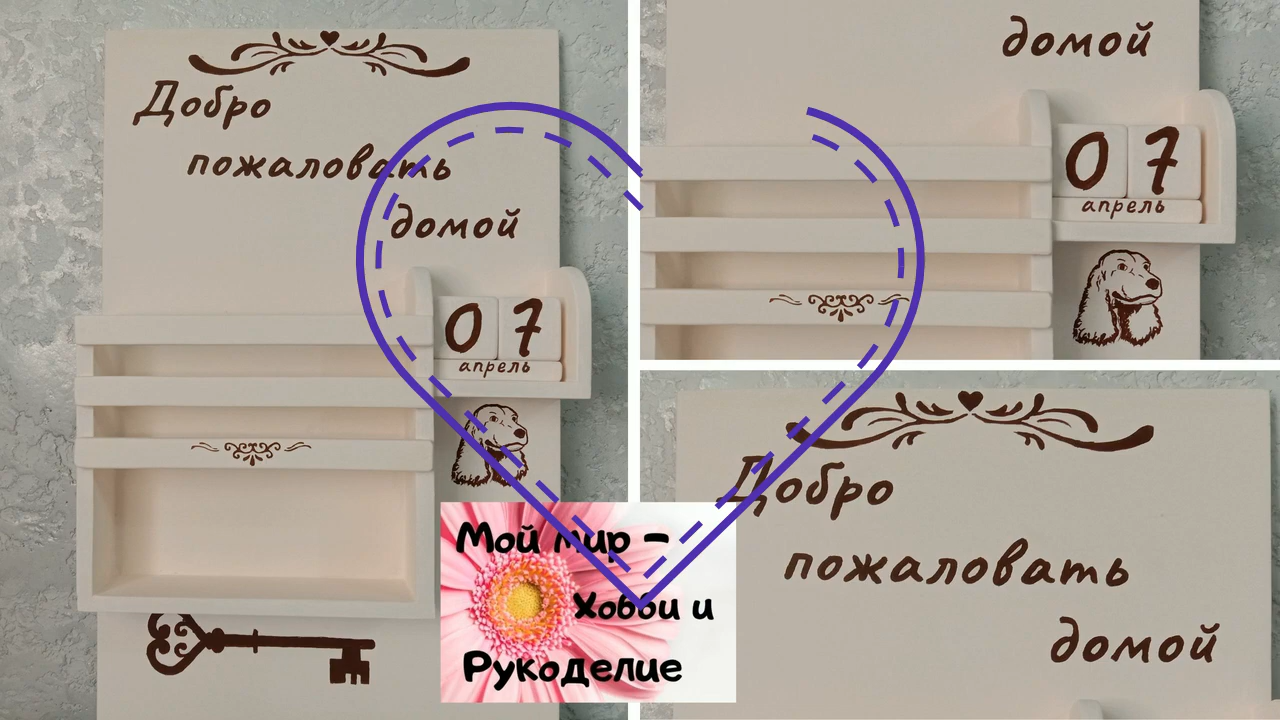 Добро
пожаловать
домой
07
апрель
домой
07
апрель
Добро
пожаловать
домой
Мой мир –
Хобби и
Рукоделие